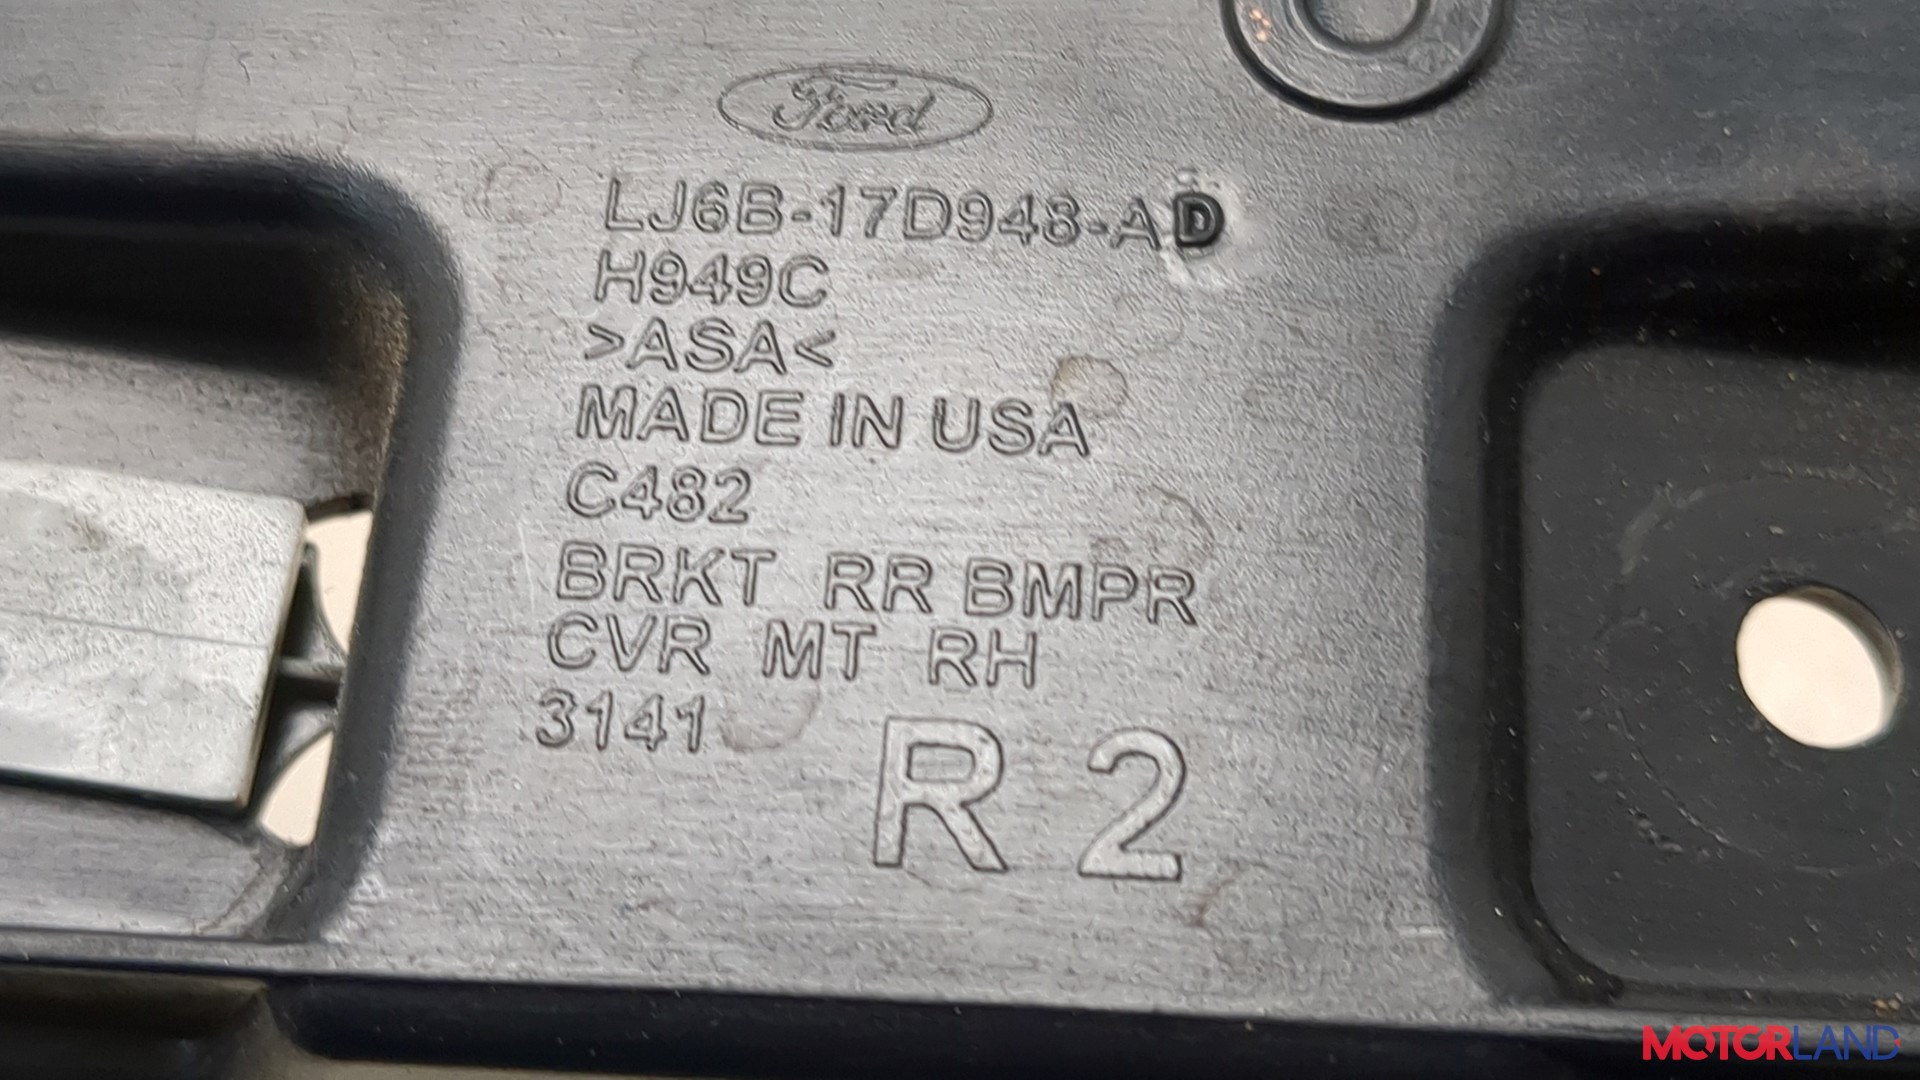 Ford
LJ6B-17D948-AD
H949C
>ASA<
MADE IN USA
C482
BRKT RR BMPR
CVR MT RH
3141
R 2
MOTORLAND